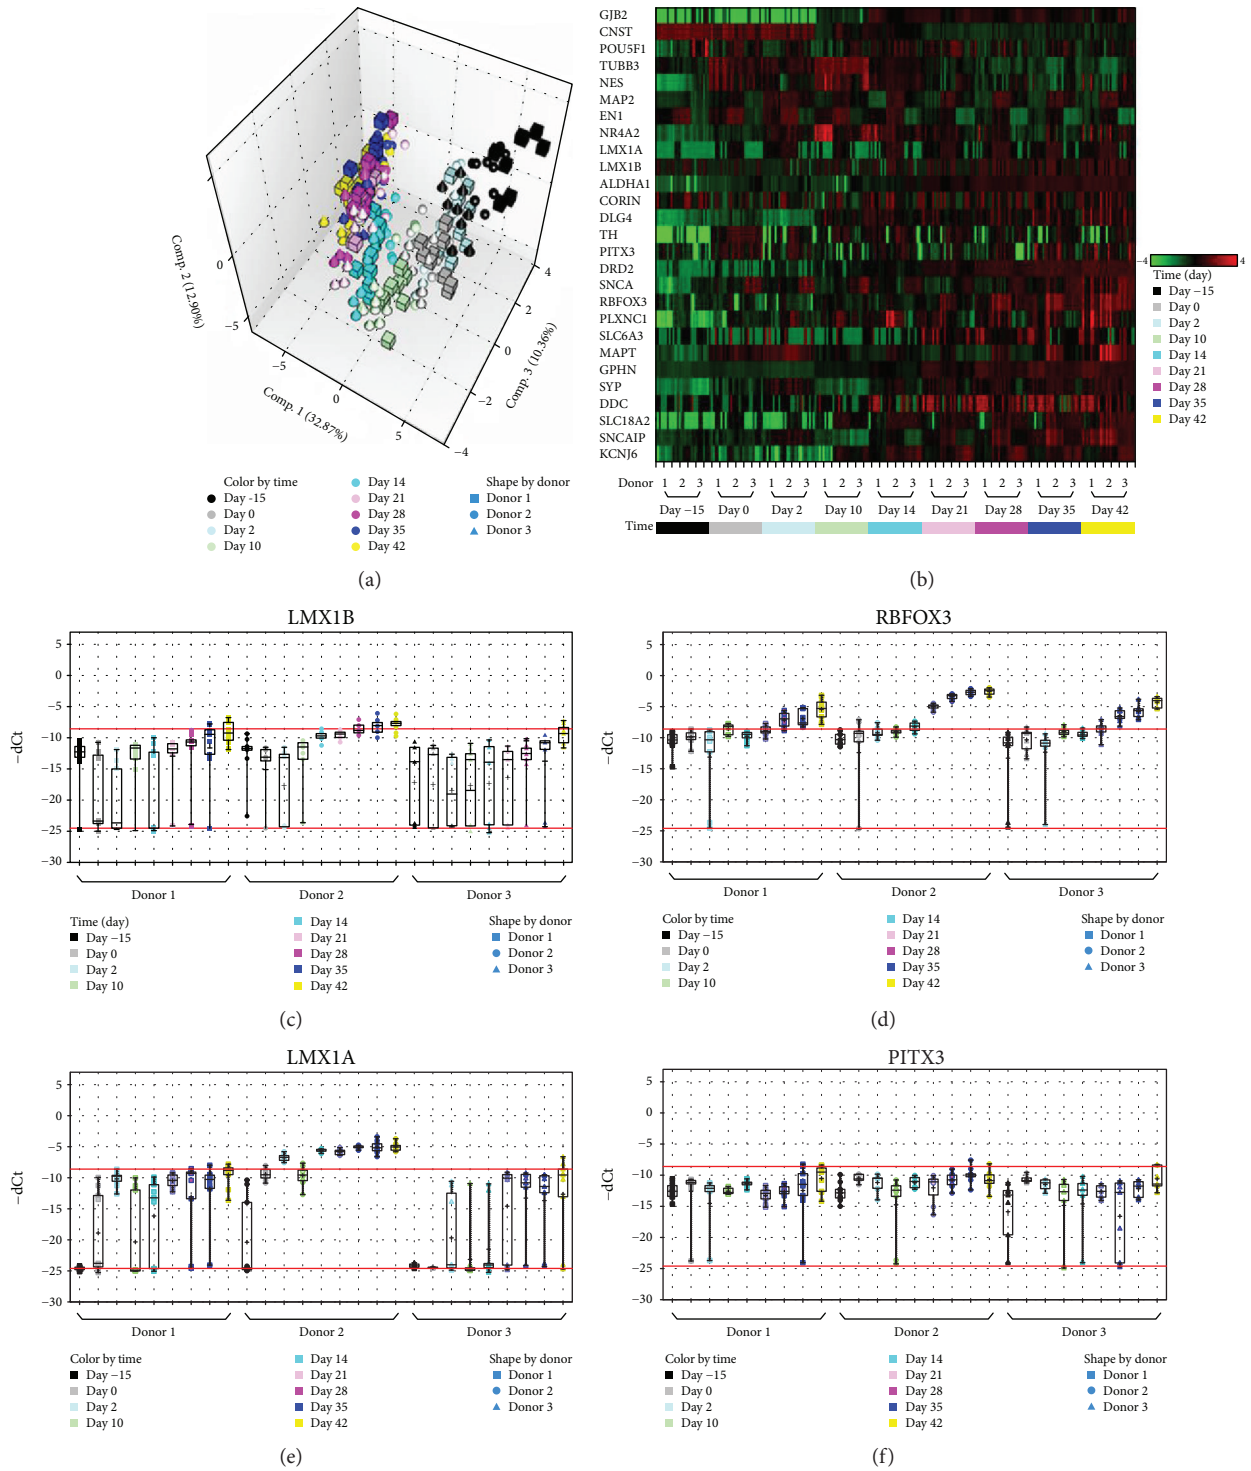 0
−5
Comp. 2 (12.90%)
−5
0
5
Comp. 1 (32.87%)
−4
−2
0
2
4
Comp. 3 (10.36%)
Color by time
Day -15
Day 0
Day 2
Day 10
Day 14
Day 21
Day 28
Day 35
Day 42
Shape by donor
Donor 1
Donor 2
Donor 3
(a)
GJB2
CNST
POU5F1
TUBB3
NES
MAP2
EN1
NR4A2
LMX1A
LMX1B
ALDHA1
CORIN
DLG4
TH
PITX3
DRD2
SNCA
RBFOX3
PLXNC1
SLC6A3
MAPT
GPHN
SYP
DDC
SLC18A2
SNCAIP
KCNJ6
Donor 1 2 3 1 2 3 1 2 3 1 2 3 1 2 3 1 2 3 1 2 3 1 2 3 1 2 3
Day −15 Day 0 Day 2 Day 10 Day 14 Day 21 Day 28 Day 35 Day 42
Time
−4 4
Time (day)
Day −15
Day 0
Day 2
Day 10
Day 14
Day 21
Day 28
Day 35
Day 42
(b)
LMX1B
5
0
−5
−10
−15
−20
−25
−30
−dCt
Donor 1 Donor 2 Donor 3
Time (day)
Day −15
Day 0
Day 2
Day 10
Day 14
Day 21
Day 28
Day 35
Day 42
Shape by donor
Donor 1
Donor 2
Donor 3
(c)
RBFOX3
5
0
−5
−10
−15
−20
−25
−30
−dCt
Donor 1 Donor 2 Donor 3
Color by time
Day −15
Day 0
Day 2
Day 10
Day 14
Day 21
Day 28
Day 35
Day 42
Shape by donor
Donor 1
Donor 2
Donor 3
(d)
LMX1A
5
0
−5
−10
−15
−20
−25
−30
−dCt
Donor 1 Donor 2 Donor 3
Color by time
Day −15
Day 0
Day 2
Day 10
Day 14
Day 21
Day 28
Day 35
Day 42
Shape by donor
Donor 1
Donor 2
Donor 3
(e)
PITX3
5
0
−5
−10
−15
−20
−25
−30
−dCt
Donor 1 Donor 2 Donor 3
Color by time
Day −15
Day 0
Day 2
Day 10
Day 14
Day 21
Day 28
Day 35
Day 42
Shape by donor
Donor 1
Donor 2
Donor 3
(f)